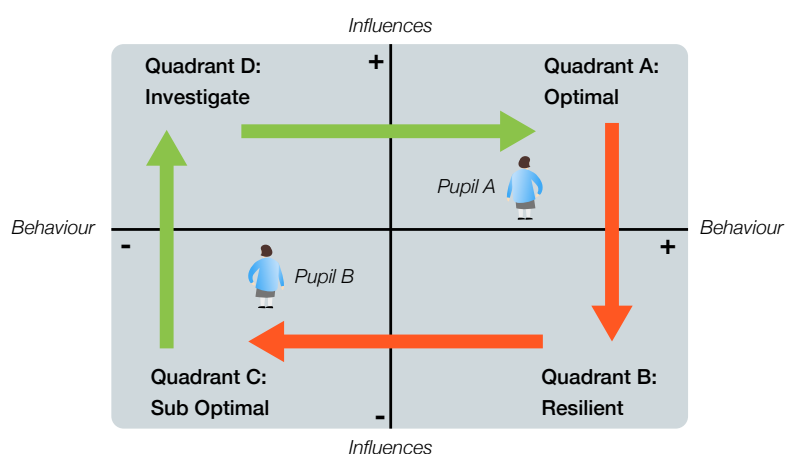 Influences
Quadrant D:
Investigate
+
Quadrant A:
Optimal
Pupil A
Behaviour
-
+
Behaviour
Pupil B
Quadrant C:
Sub Optimal
-
Quadrant B:
Resilient
Influences